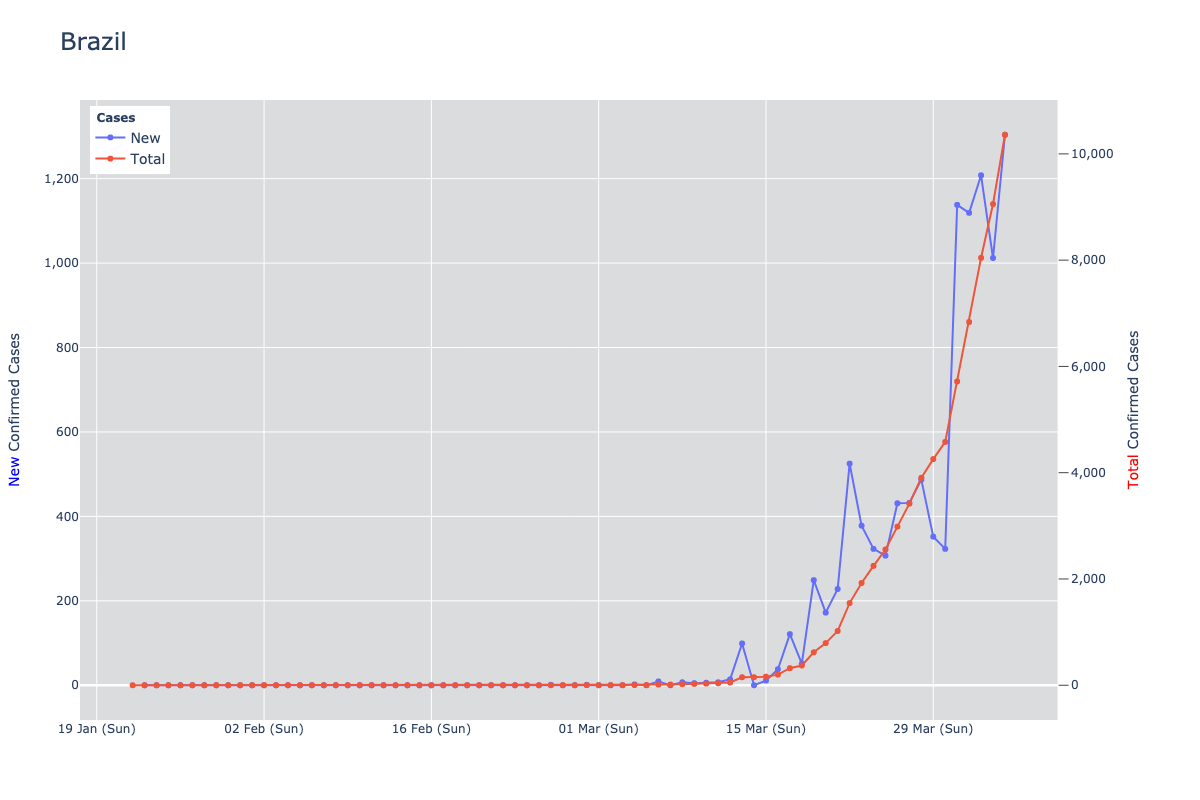 Brazil
Cases
New
Total
1,200
1,000
800
600
400
200
0
10,000
8,000
6,000
4,000
2,000
0
New Confirmed Cases
Total Confirmed Cases
19 Jan (Sun)
02 Feb (Sun)
16 Feb (Sun)
01 Mar (Sun)
15 Mar (Sun)
29 Mar (Sun)